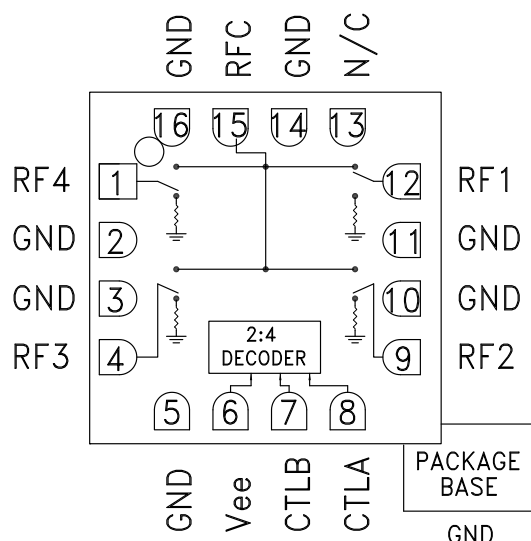 GND
RFC
GND
N/C
16
15
14
13
RF4
1
12
RF1
GND
2
11
GND
GND
3
10
GND
RF3
4
9
RF2
2:4
DECODER
5
6
7
8
GND
Vee
CTLB
CTLA
PACKAGE
BASE
GND